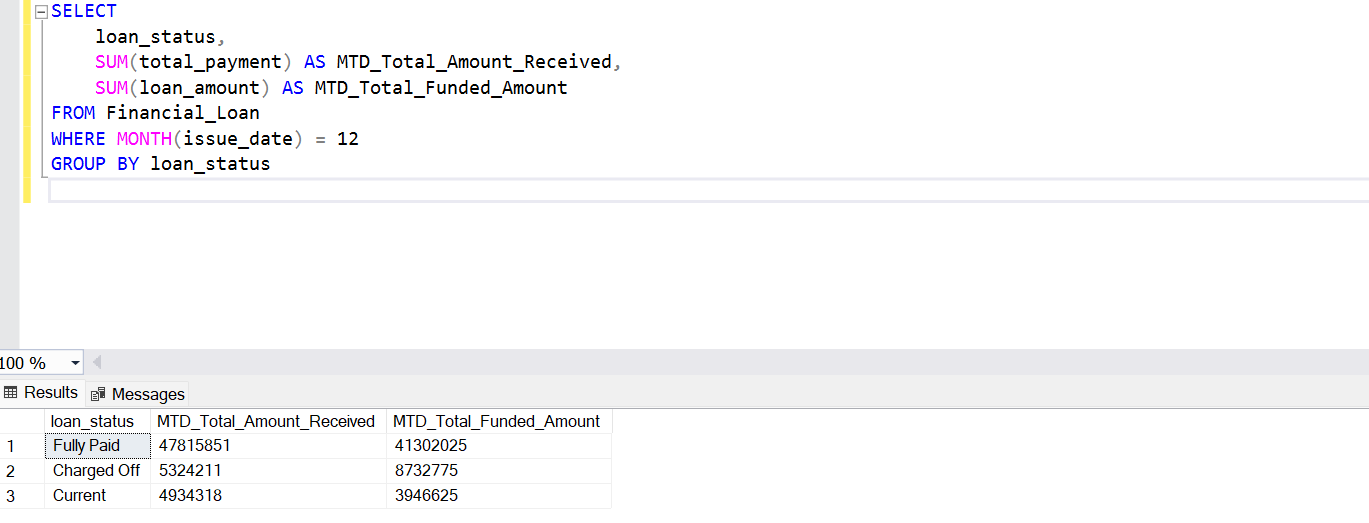 SELECT
loan_status,
SUM(total_payment) AS MTD_Total_Amount_Received,
SUM(loan_amount) AS MTD_Total_Funded_Amount
FROM Financial_Loan
WHERE MONTH(issue_date) = 12
GROUP BY loan_status
100 %
Results Messages
loan_status MTD_Total_Amount_Received MTD_Total_Funded_Amount
1 Fully Paid 47815851 41302025
2 Charged Off 5324211 8732775
3 Current 4934318 3946625